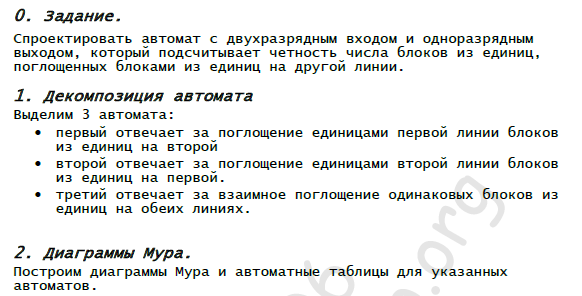 0. Задание.
Спроектировать автомат с двухразрядным входом и одноразрядным
выходом, который подсчитывает четность числа блоков из единиц,
поглощенных блоками из единиц на другой линии.
1. Декомпозиция автомата
Выделим 3 автомата:
• первый отвечает за поглощение единицами первой линии блоков
из единиц на второй
• второй отвечает за поглощение единицами второй линии блоков
из единиц на первой.
• третий отвечает за взаимное поглощение одинаковых блоков из
единиц на обеих линиях.
2. Диаграммы Мура.
Построим диаграммы Мура и автоматные таблицы для указанных
автоматов.